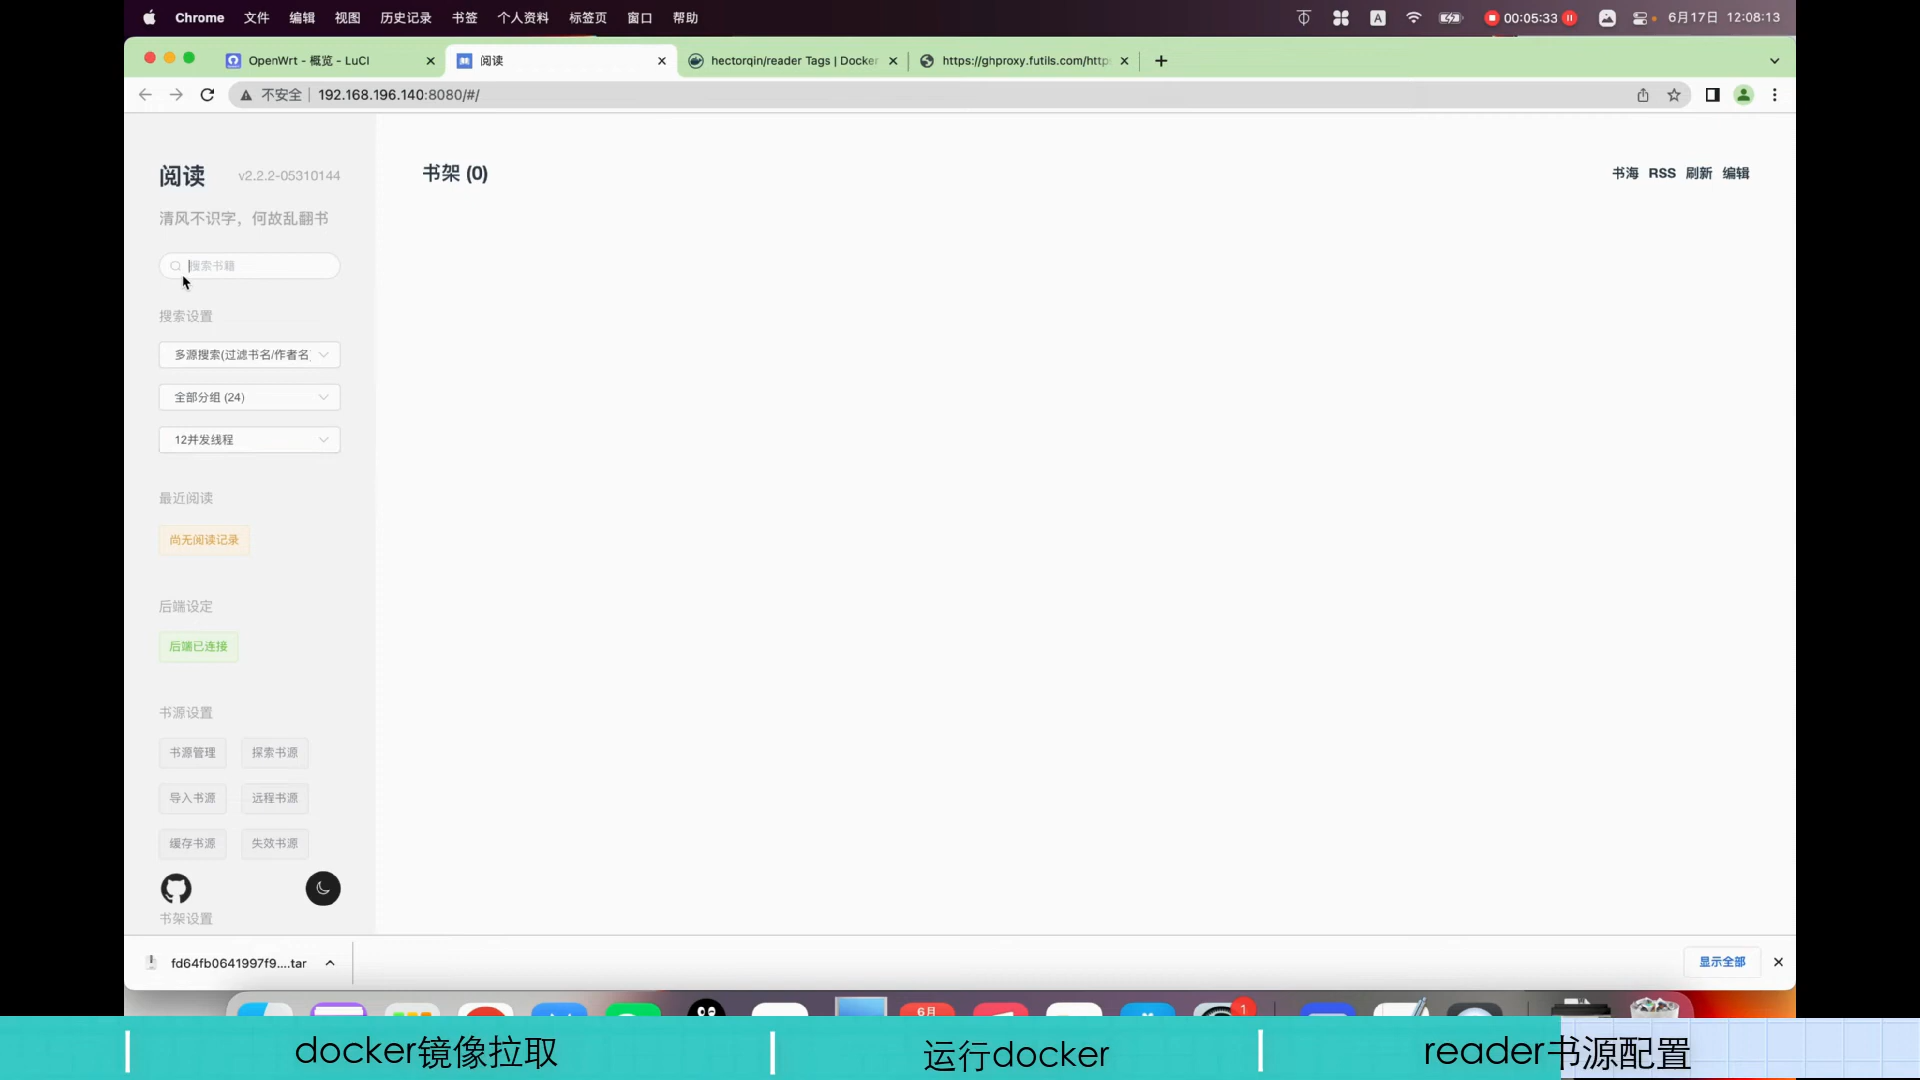 Chrome 文件 编辑 视图 历史记录 书签 个人资料 标签页 窗口 帮助 A 00:05:33 6月17日 12:08:13
OpenWrt - 概览 - LuCI 阅读 hectorqin/reader Tags | Docker https://ghproxy.futils.com/http
不安全 192.168.196.140:8080/#/
阅读 v2.2.2-05310144
书架 (0)
书海 RSS 刷新 编辑
清风不识字，何故乱翻书
搜索书籍
搜索设置
多源搜索(过滤书名/作者名
全部分组 (24)
12并发线程
最近阅读
尚无阅读记录
后端设定
后端已连接
书源设置
书源管理 探索书源
导入书源 远程书源
缓存书源 失效书源
书架设置
fd64fb0641997f9....tar
显示全部
6月
1
docker镜像拉取 运行docker reader书源配置